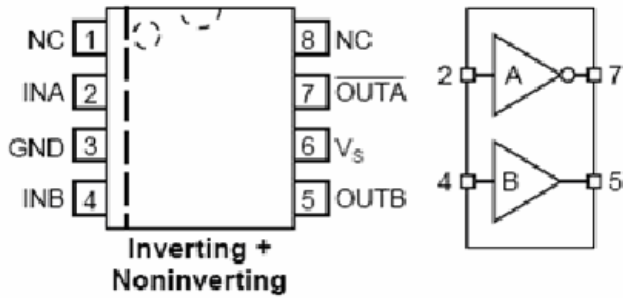 NC 1 8 NC
INA 2 7 OUTA
GND 3 6 VS
INB 4 5 OUTB
Inverting +
Noninverting
2 A 7
4 B 5